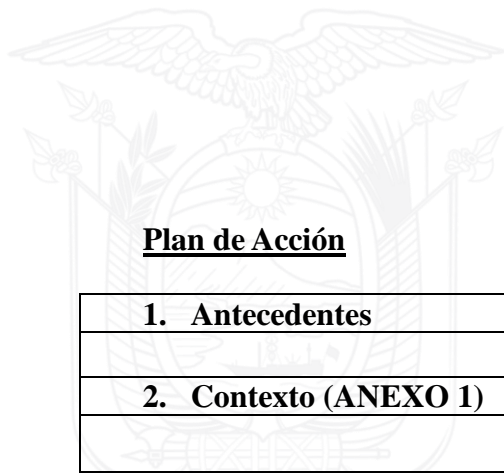 Plan de Acción
1. Antecedentes
2. Contexto (ANEXO 1)